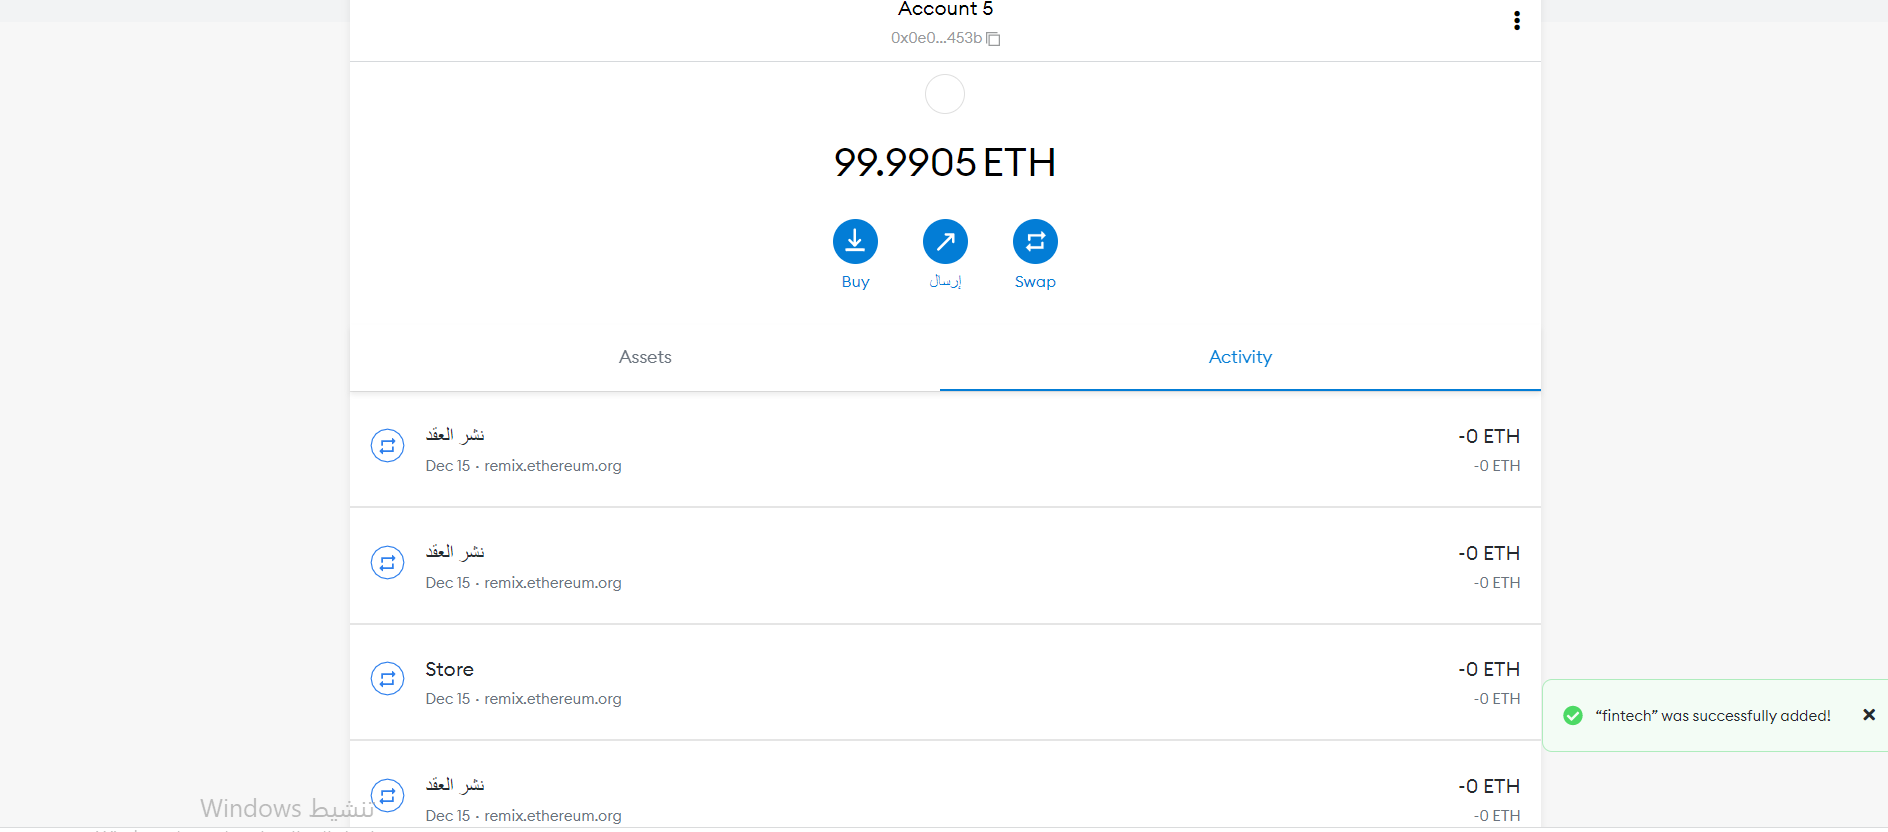 Account 5
0x0e0...453b
99.9905 ETH
Buy
إرسال
Swap
Assets
Activity
نشر العقد
-0 ETH
Dec 15 · remix.ethereum.org
-0 ETH
نشر العقد
-0 ETH
Dec 15 · remix.ethereum.org
-0 ETH
Store
-0 ETH
Dec 15 · remix.ethereum.org
-0 ETH
“fintech” was successfully added!
نشر العقد
-0 ETH
Dec 15 · remix.ethereum.org
-0 ETH
تنشيط Windows